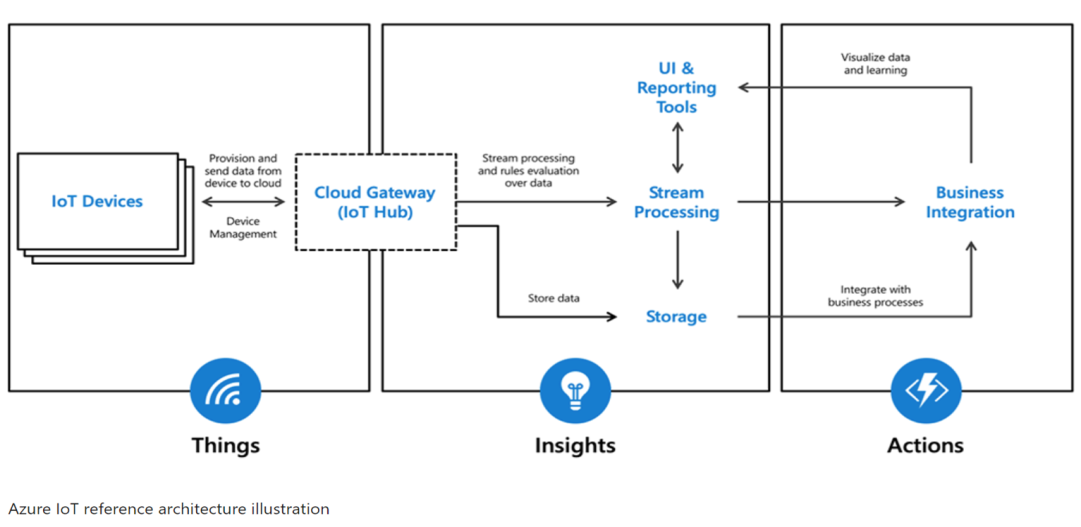 IoT Devices
Provision and
send data from
device to cloud
Device
Management
Cloud Gateway
(IoT Hub)
Stream processing
and rules evaluation
over data
Store data
UI &
Reporting
Tools
Stream
Processing
Storage
Visualize data
and learning
Business
Integration
Integrate with
business processes
Things
Insights
Actions
Azure IoT reference architecture illustration